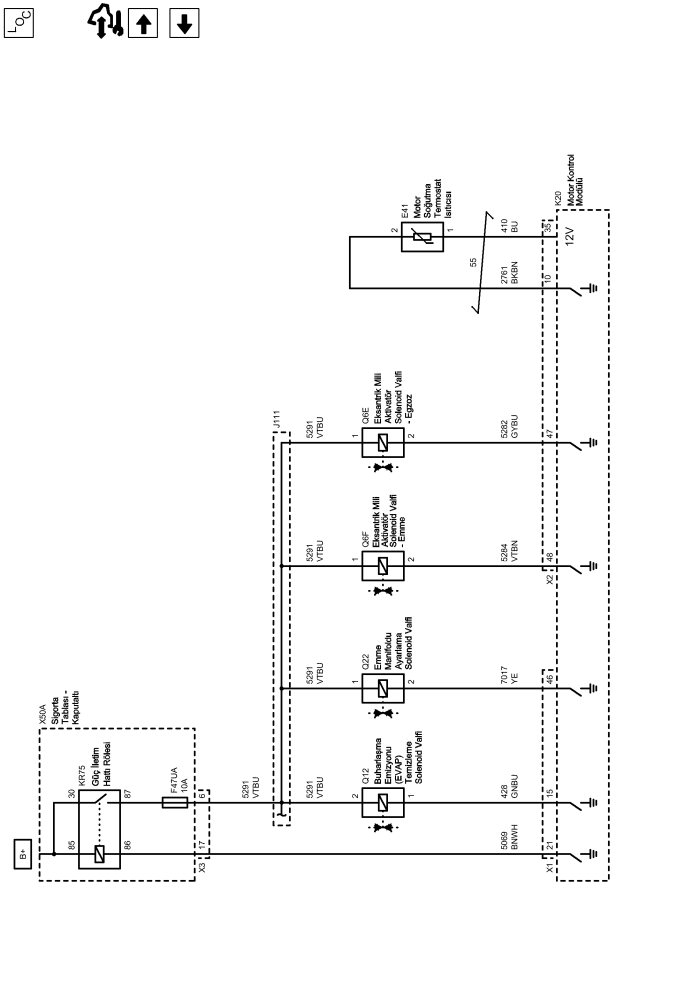 LOC
K20
Motor Kontrol
Modülü
E41
Motor
Soğutma
Termostat
Isıtıcısı
2
1
410
BU
35
12V
55
2761
BKBN
10
J111
5291
VTBU
1
Q6E
Eksantrik Mili
Aktivatör
Solenoid Valfi
- Egzoz
2
5282
GYBU
47
5291
VTBU
1
Q6F
Eksantrik Mili
Aktivatör
Solenoid Valfi
- Emme
2
5284
VTBN
48
X2
5291
VTBU
1
Q22
Emme
Manifoldu
Ayarlama
Solenoid Valfi
2
7017
YE
46
X50A
Sigorta
Tablası -
Kaputaltı
KR75
Güç İletim
Hattı Rölesi
30
87
F47UA
10A
6
5291
VTBU
5291
VTBU
2
Q12
Buharlaşma
Emizyonu
(EVAP)
Temizleme
Solenoid Valfi
1
428
GNBU
15
B+
85
86
17
X3
5069
BNWH
21
X1